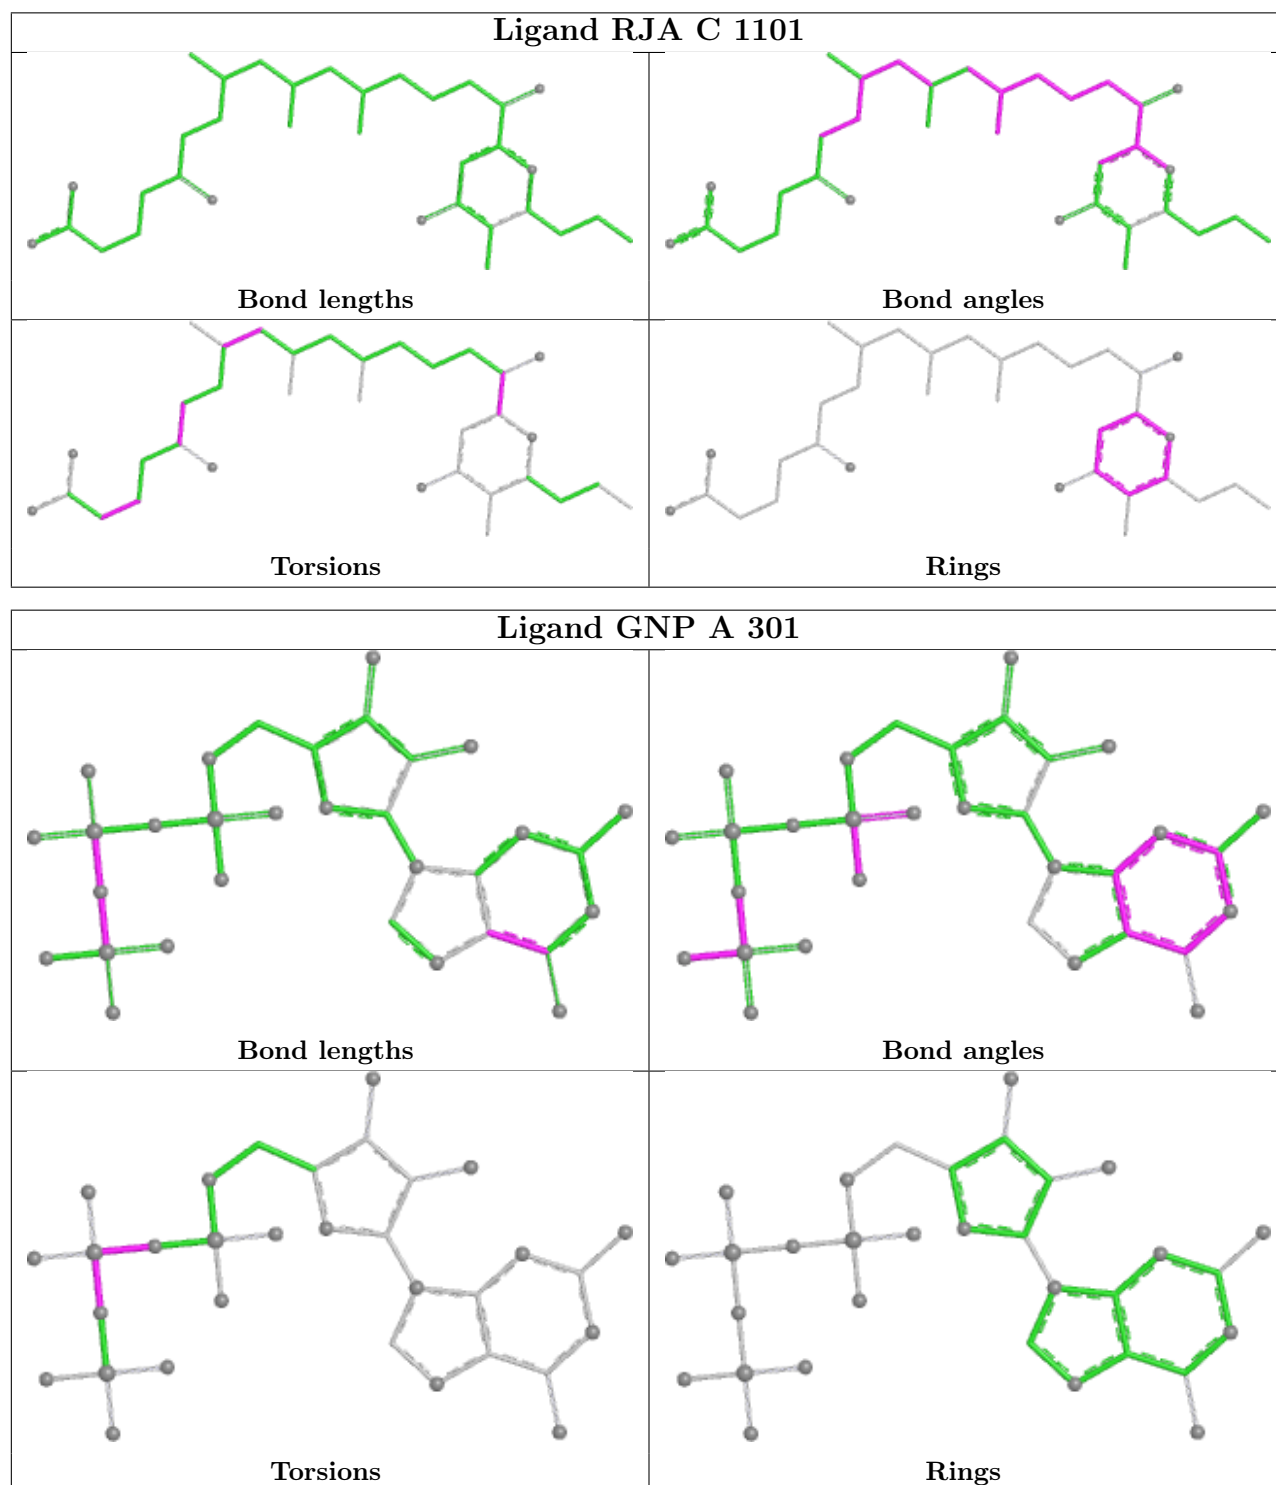 Ligand RJA C 1101
Bond lengths
Bond angles
Torsions
Rings
Ligand GNP A 301
Bond lengths
Bond angles
Torsions
Rings